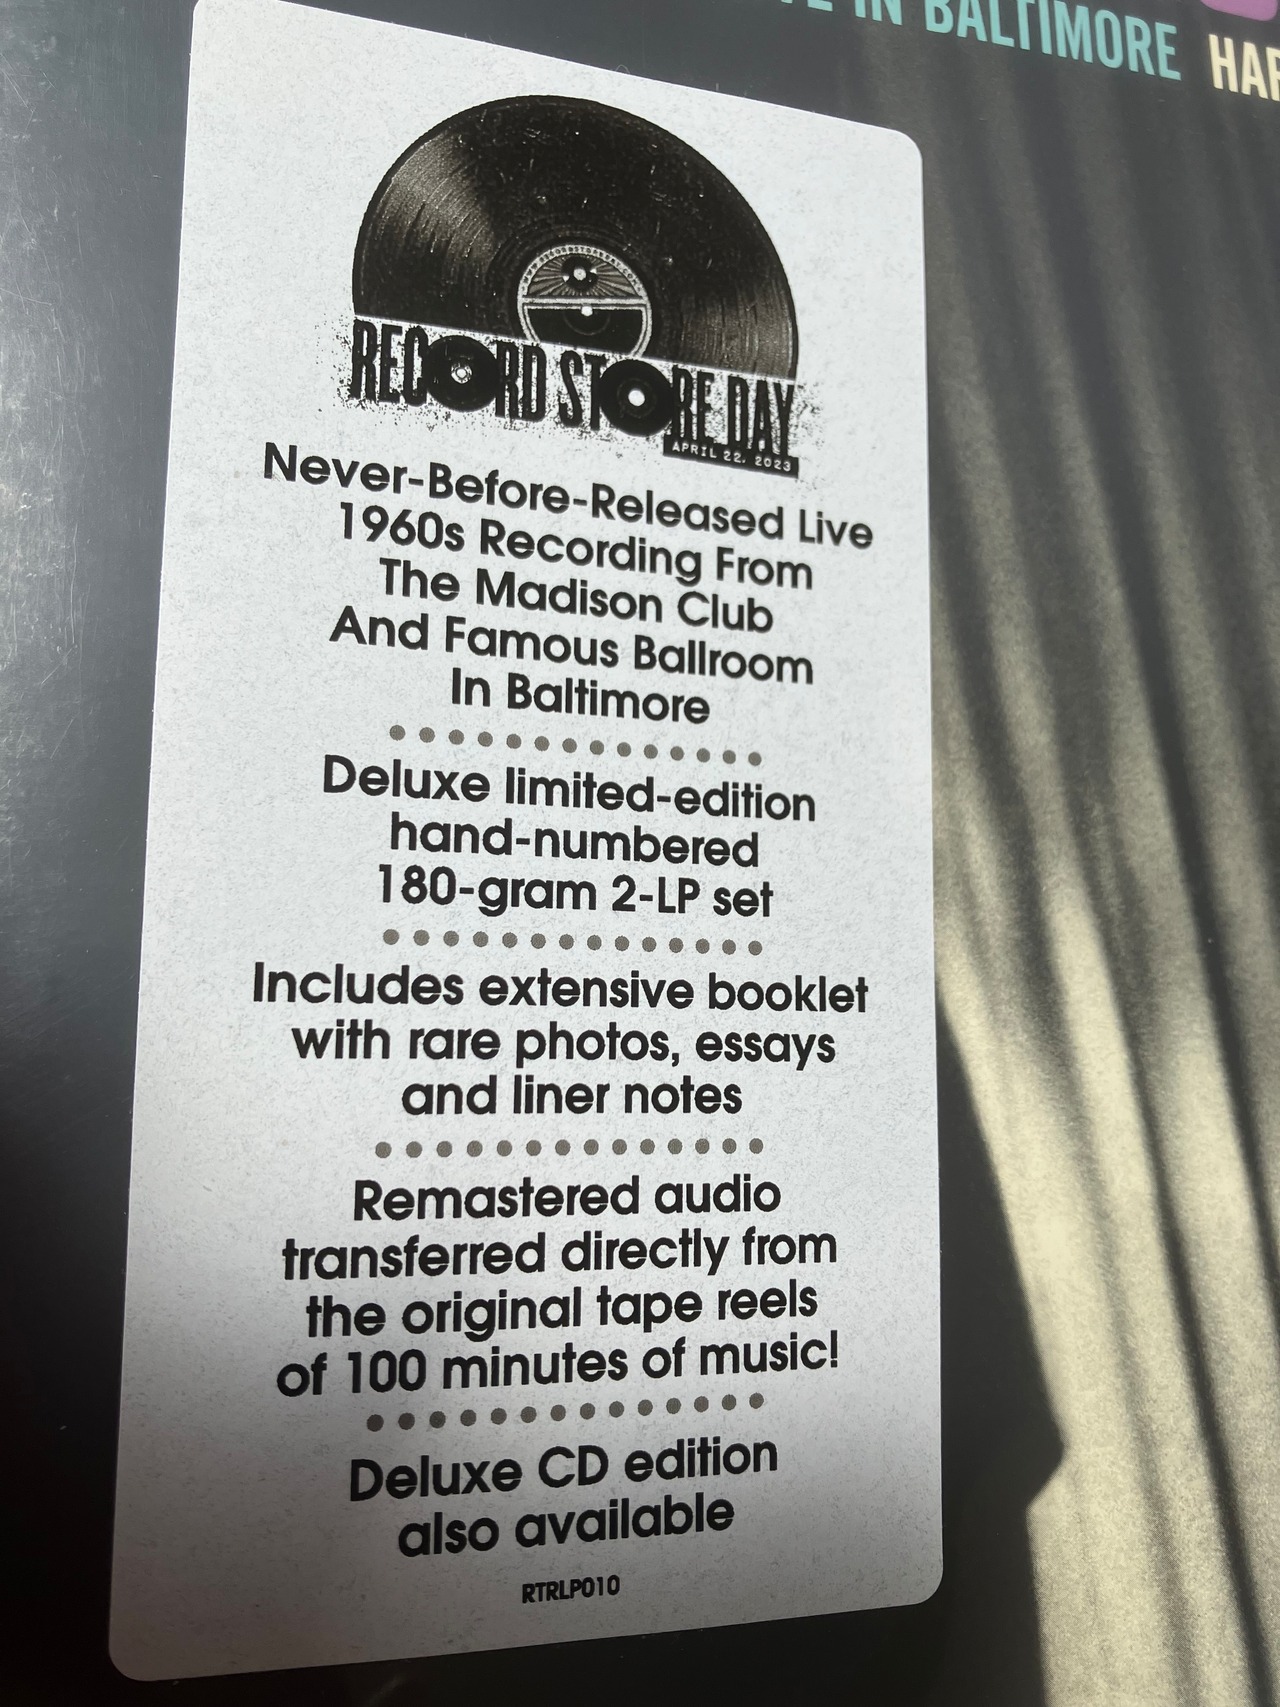 IN BALTIMORE
RECORD STORE DAY
APRIL 22, 2023
Never-Before-Released Live
1960s Recording From
The Madison Club
And Famous Ballroom
In Baltimore
Deluxe limited-edition
hand-numbered
180-gram 2-LP set
Includes extensive booklet
with rare photos, essays
and liner notes
Remastered audio
transferred directly from
the original tape reels
of 100 minutes of music!
Deluxe CD edition
also available
RTRLP010